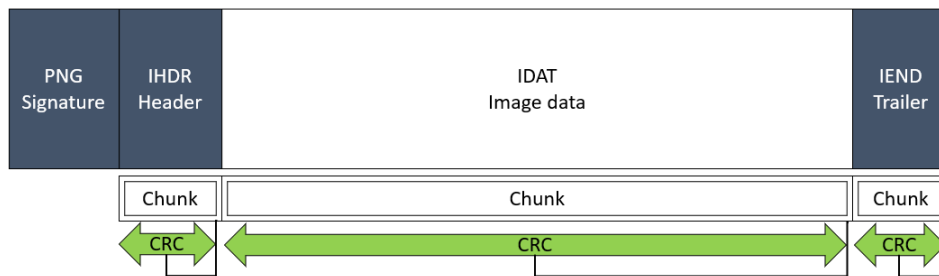 PNG
Signature
IHDR
Header
IDAT
Image data
IEND
Trailer
Chunk
Chunk
Chunk
CRC
CRC
CRC